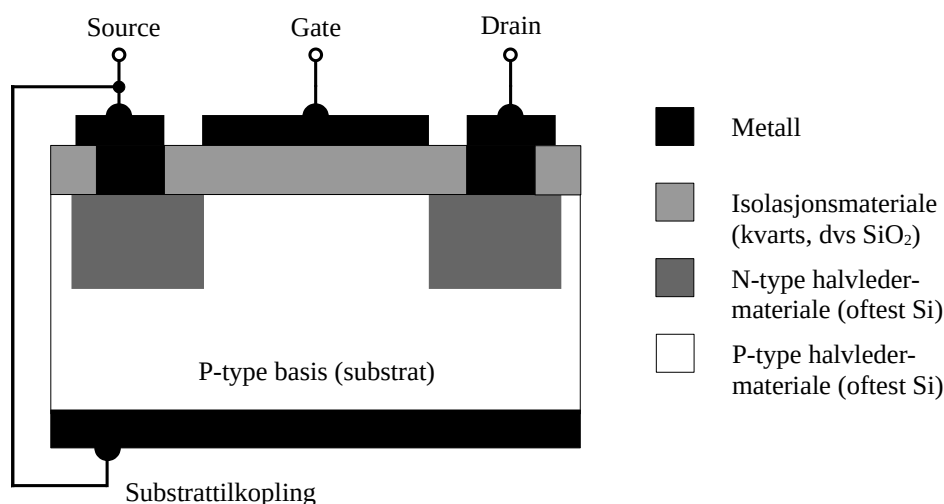 Source
Gate
Drain
Metall
Isolasjonsmateriale
(kvarts, dvs SiO₂)
N-type halvleder-
materiale (oftest Si)
P-type halvleder-
materiale (oftest Si)
P-type basis (substrat)
Substrattilkopling